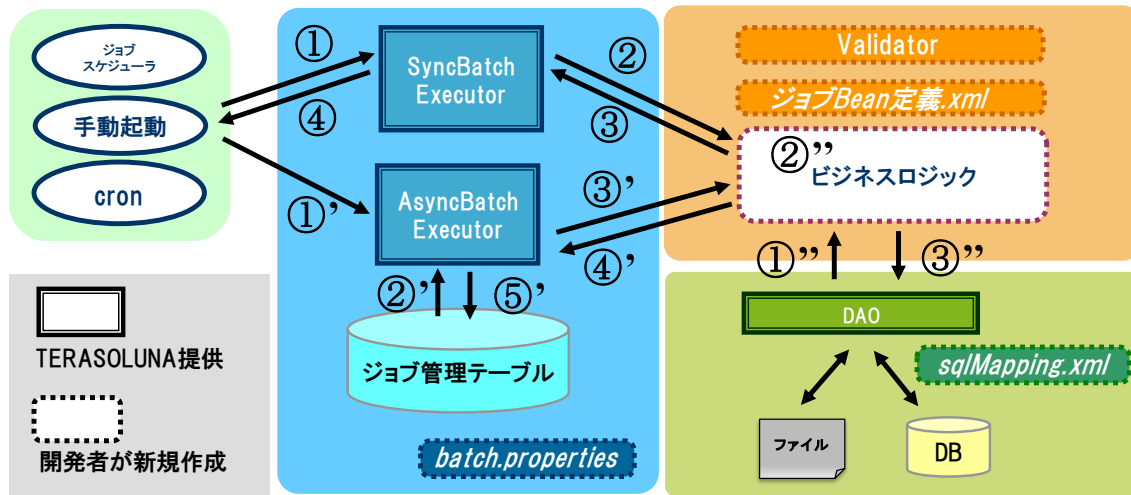 ジョブ
スケジューラ
手動起動
cron
①
④
①’
SyncBatch
Executor
AsyncBatch
Executor
②
③
③’
④’
②’
⑤’
ジョブ管理テーブル
batch.properties
Validator
ジョブBean定義.xml
②”
ビジネスロジック
①”
③”
DAO
sqlMapping.xml
ファイル
DB
TERASOLUNA提供
開発者が新規作成